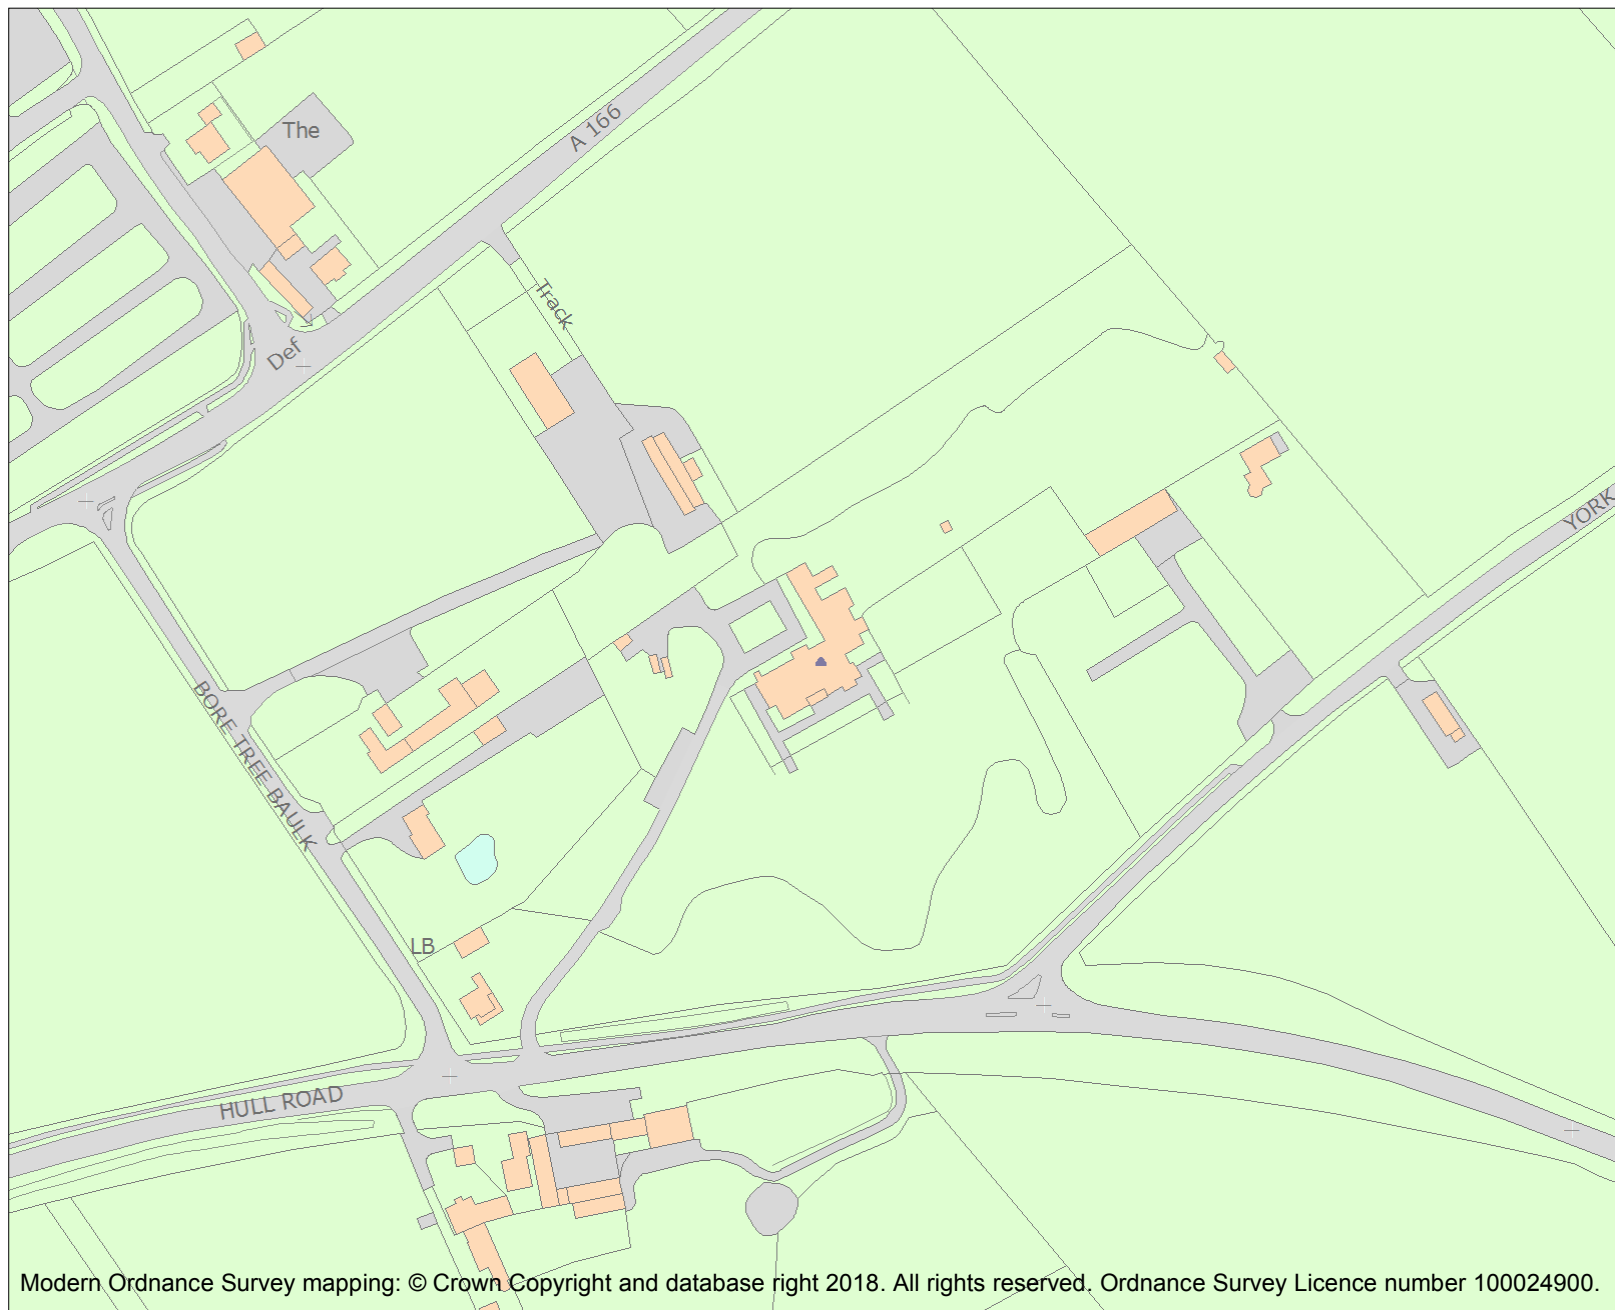 The
A 166
Def
Track
YORK
BORE TREE BAULK
LB
HULL ROAD
Modern Ordnance Survey mapping: © Crown Copyright and database right 2018. All rights reserved. Ordnance Survey Licence number 100024900.